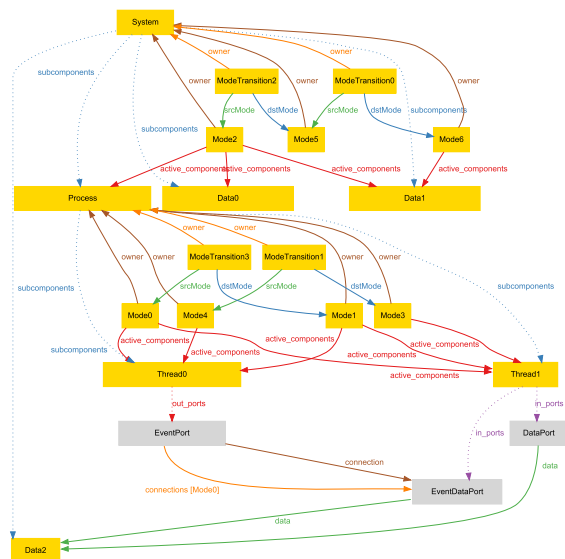 System
owner
owner
owner
owner
owner
subcomponents
ModeTransition2
ModeTransition0
srcMode
dstMode
srcMode
dstMode
subcomponents
subcomponents
Mode2
Mode5
Mode6
active_components
active_components
active_components
active_components
Process
Data0
Data1
owner
owner
owner
owner
owner
owner
ModeTransition3
ModeTransition1
srcMode
srcMode
dstMode
dstMode
subcomponents
subcomponents
Mode0
Mode4
Mode1
Mode3
active_components
active_components
subcomponents
active_components
active_components
Thread0
Thread1
out_ports
in_ports
in_ports
EventPort
DataPort
connection
data
connections [Mode0]
EventDataPort
data
Data2